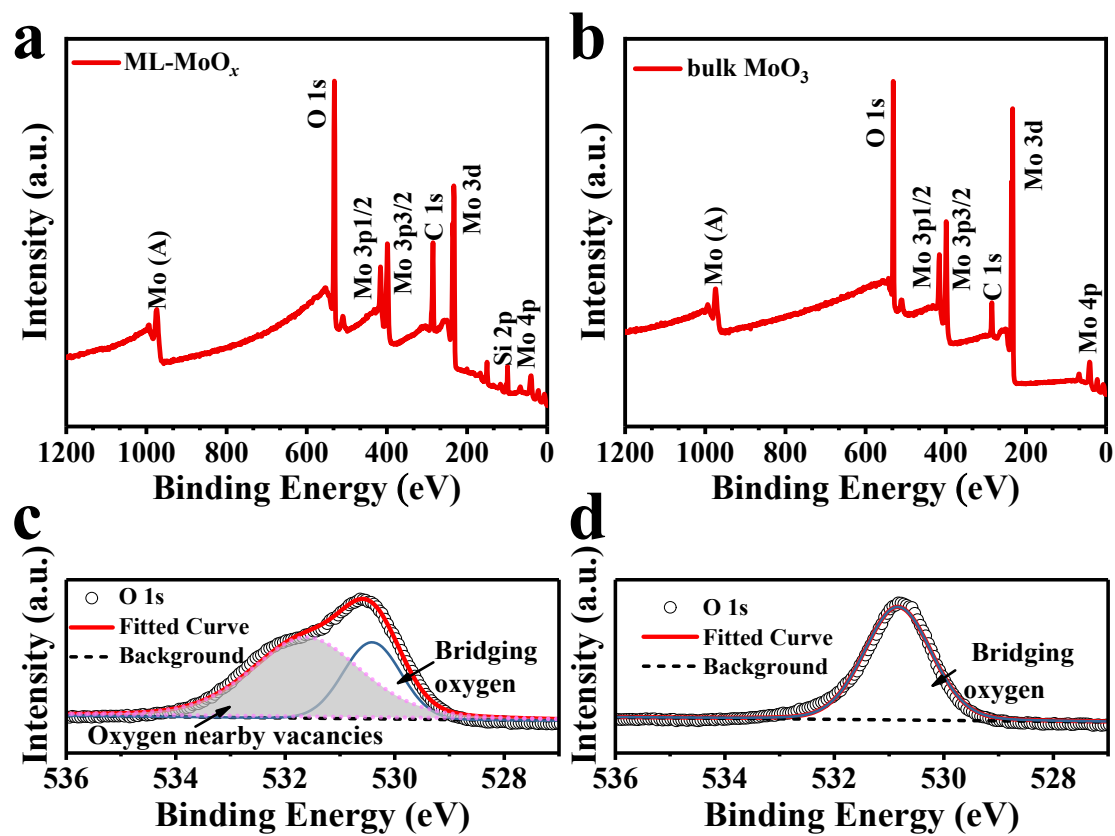 a
ML-MoOₓ
O 1s
Mo (A)
Mo 3p1/2
Mo 3p3/2
C 1s
Mo 3d
Si 2p
Mo 4p
Intensity (a.u.)
1200 1000 800 600 400 200 0
Binding Energy (eV)
b
bulk MoO₃
O 1s
Mo (A)
Mo 3p1/2
Mo 3p3/2
C 1s
Mo 3d
Mo 4p
Intensity (a.u.)
1200 1000 800 600 400 200 0
Binding Energy (eV)
c
O 1s
Fitted Curve
Background
Bridging
oxygen
Oxygen nearby vacancies
Intensity (a.u.)
536 534 532 530 528
Binding Energy (eV)
d
O 1s
Fitted Curve
Background
Bridging
oxygen
Intensity (a.u.)
536 534 532 530 528
Binding Energy (eV)